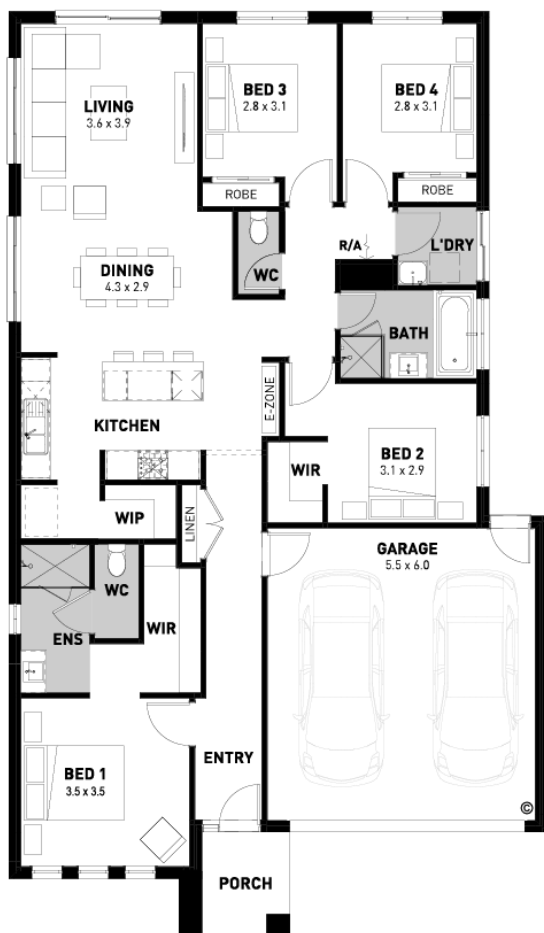 LIVING
3.6 x 3.9
BED 3
2.8 x 3.1
BED 4
2.8 x 3.1
ROBE
ROBE
WC
R/A
L'DRY
DINING
4.3 x 2.9
BATH
E-ZONE
KITCHEN
WIR
BED 2
3.1 x 2.9
WIP
LINEN
GARAGE
5.5 x 6.0
WC
ENS
WIR
ENTRY
BED 1
3.5 x 3.5
©
PORCH